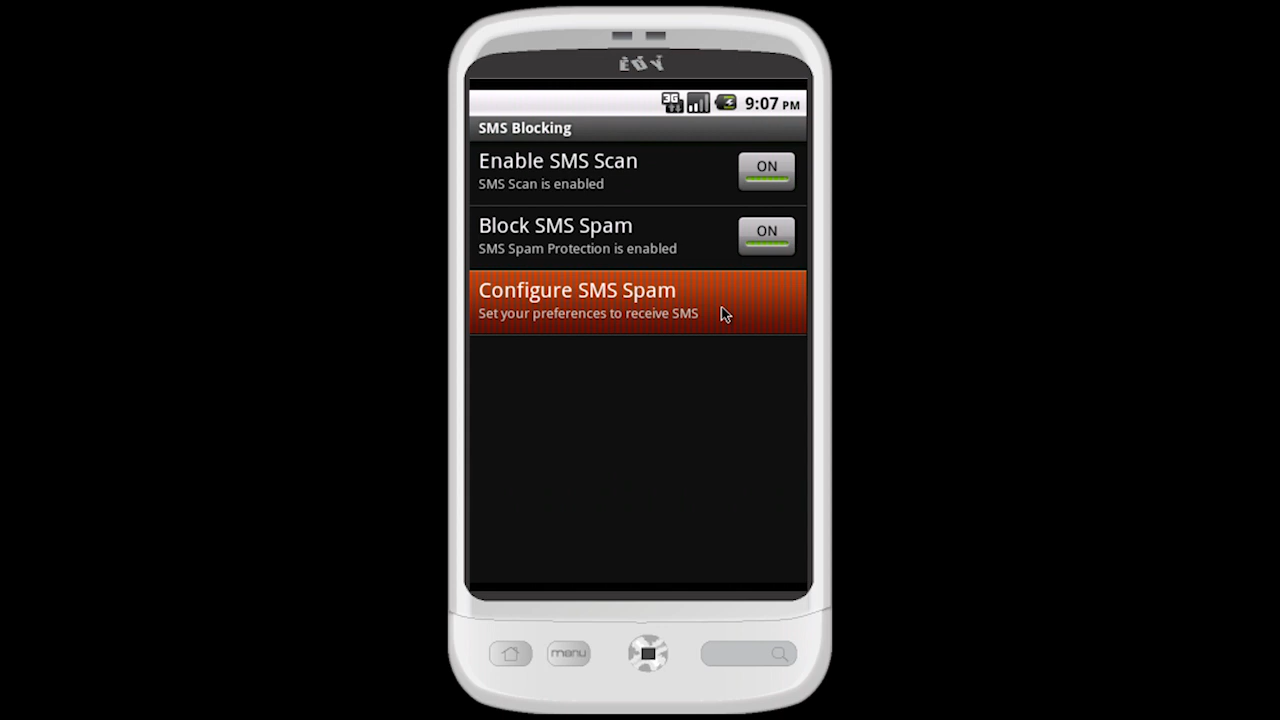 3G
9:07 PM
SMS Blocking
Enable SMS Scan
SMS Scan is enabled
ON
Block SMS Spam
SMS Spam Protection is enabled
ON
Configure SMS Spam
Set your preferences to receive SMS
menu